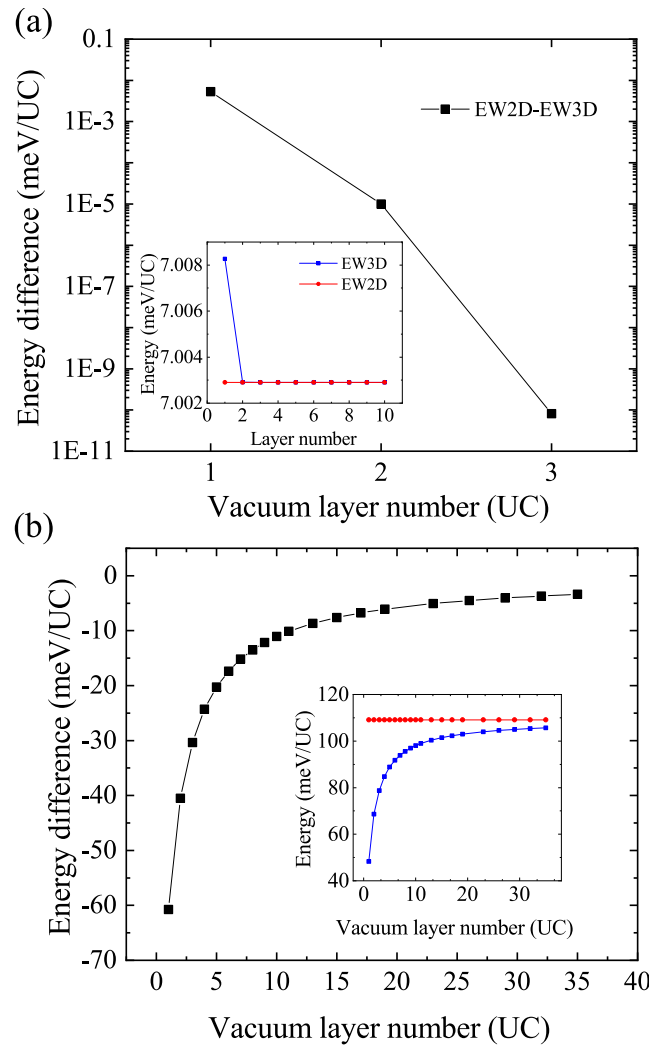 (a)
0.1
1E-3
1E-5
1E-7
1E-9
1E-11
Energy difference (meV/UC)
EW2D-EW3D
7.008
7.006
7.004
7.002
Energy (meV/UC)
EW3D
EW2D
0 2 4 6 8 10
Layer number
1 2 3
Vacuum layer number (UC)
(b)
0
-10
-20
-30
-40
-50
-60
-70
Energy difference (meV/UC)
120
100
80
60
40
Energy (meV/UC)
0 10 20 30
Vacuum layer number (UC)
0 5 10 15 20 25 30 35 40
Vacuum layer number (UC)